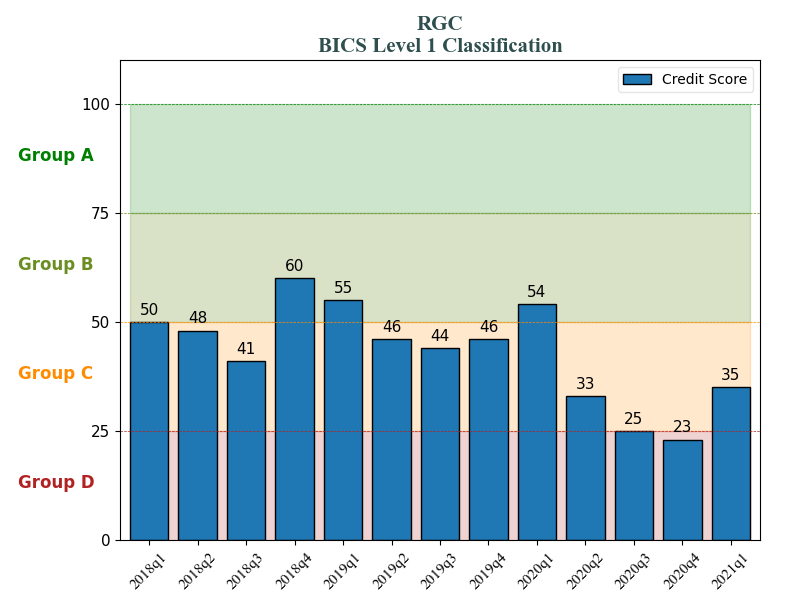 RGC
BICS Level 1 Classification
Credit Score
100
Group A
75
Group B
60
55
54
50
48
46
44
46
41
50
Group C
35
33
25
23
25
Group D
0
2018q1 2018q2 2018q3 2018q4 2019q1 2019q2 2019q3 2019q4 2020q1 2020q2 2020q3 2020q4 2021q1